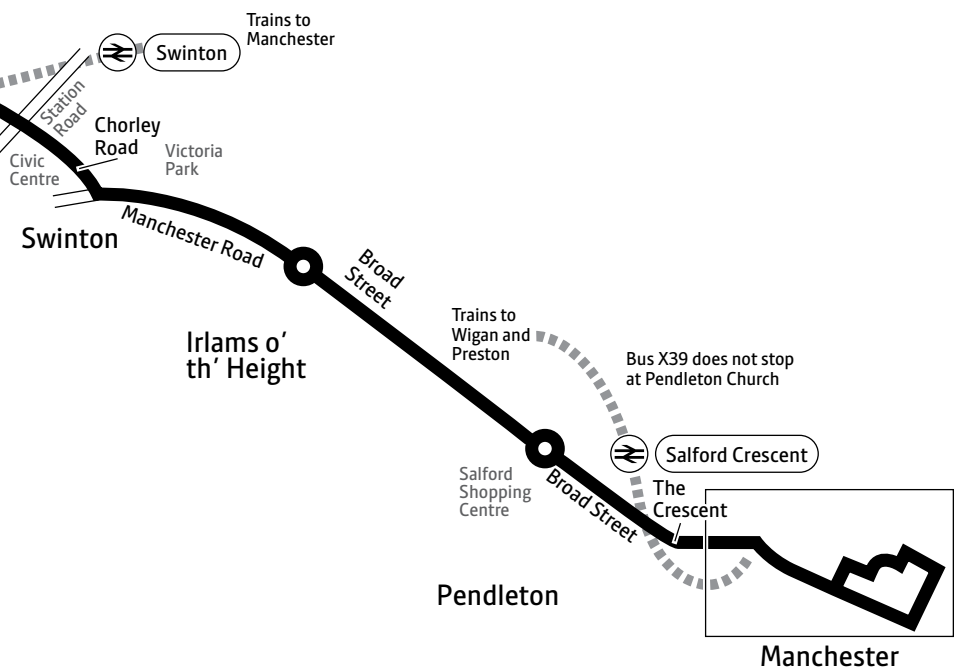 Trains to
Manchester
Swinton
Station
Road
Chorley
Road
Civic
Centre
Victoria
Park
Swinton
Manchester Road
Broad
Street
Irlams o’
th’ Height
Trains to
Wigan and
Preston
Bus X39 does not stop
at Pendleton Church
Salford Crescent
Salford
Shopping
Centre
Broad Street
The
Crescent
Pendleton
Manchester